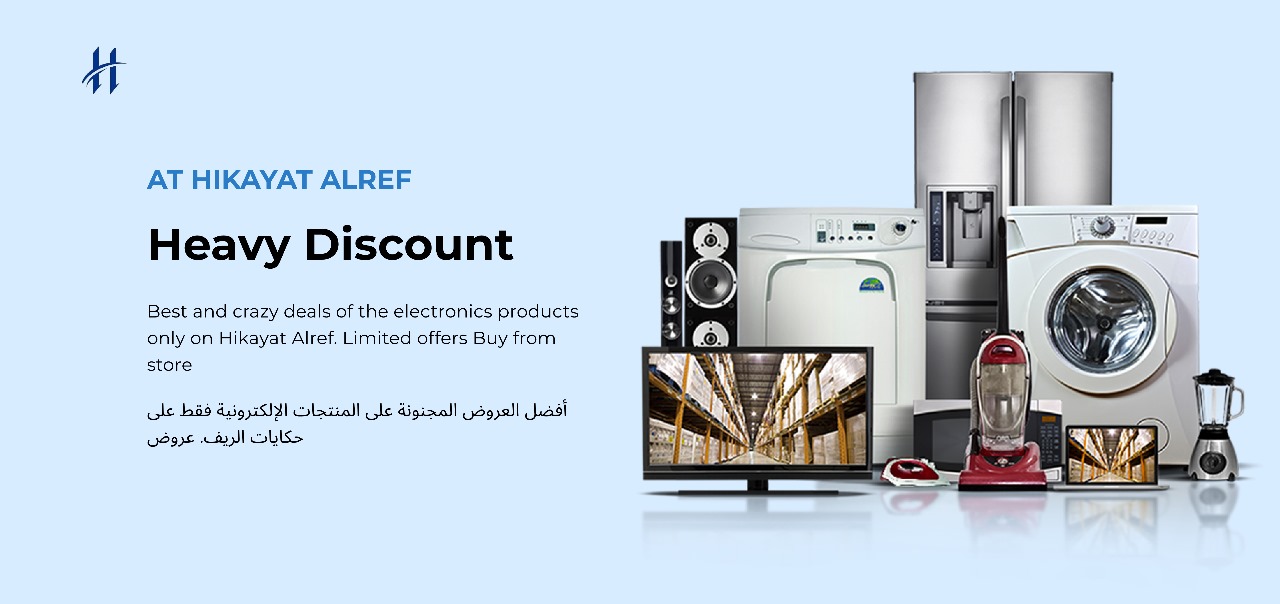 AT HIKAYAT ALREF
Heavy Discount
Best and crazy deals of the electronics products
only on Hikayat Alref. Limited offers Buy from
store
أفضل العروض المجنونة على المنتجات الإلكترونية فقط على
حكايات الريف. عروض